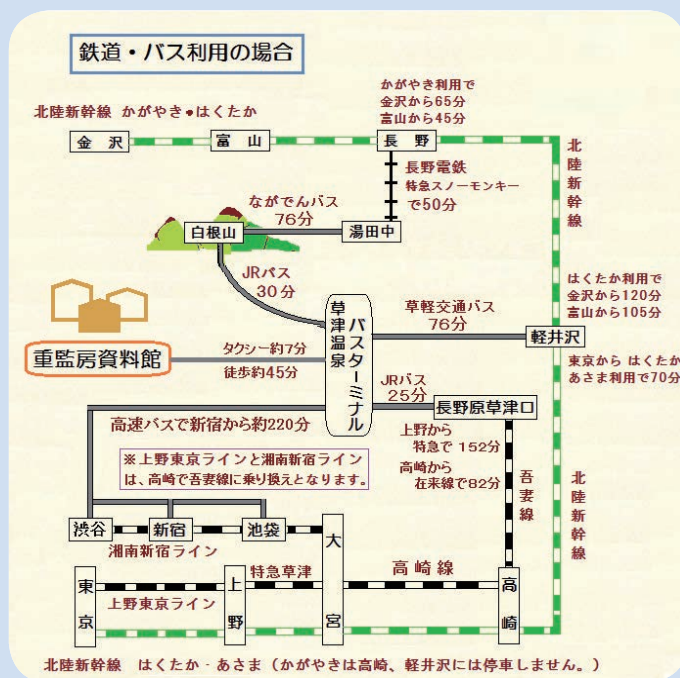 鉄道・バス利用の場合
かがやき利用で
金沢から65分
富山から45分
北陸新幹線 かがやき・はくたか
金沢
富山
長野
北陸新幹線
長野電鉄
特急スノーモンキー
で50分
ながでんバス
76分
白根山
湯田中
JRバス
30分
はくたか利用で
金沢から120分
富山から105分
草津温泉
バスターミナル
草軽交通バス
76分
軽井沢
重監房資料館
タクシー約7分
徒歩約45分
東京から はくたか
あさま利用で70分
JRバス
25分
長野原草津口
高速バスで新宿から約220分
上野から
特急で 152分
高崎から
在来線で82分
※上野東京ラインと湘南新宿ライン
は、高崎で吾妻線に乗り換えとなります。
吾妻線
北陸新幹線
渋谷
新宿
池袋
大宮
湘南新宿ライン
東京
上野東京ライン
上野
特急草津
高崎線
高崎
北陸新幹線 はくたか‐あさま(かがやきは高崎、軽井沢には停車しません。)